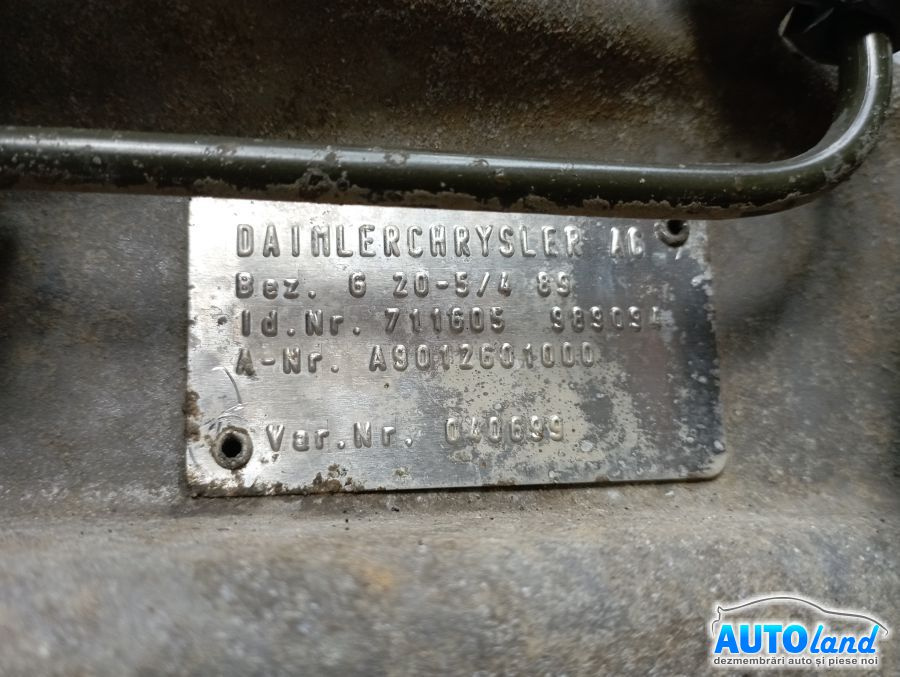 DAIMLERCHRYSLER AG
Bez. G 20-5/4 89
Id.Nr. 711605 989094
A-Nr. A9012601000
Ver.Nr. 040699
AUTOland
dezmembrări auto și piese noi